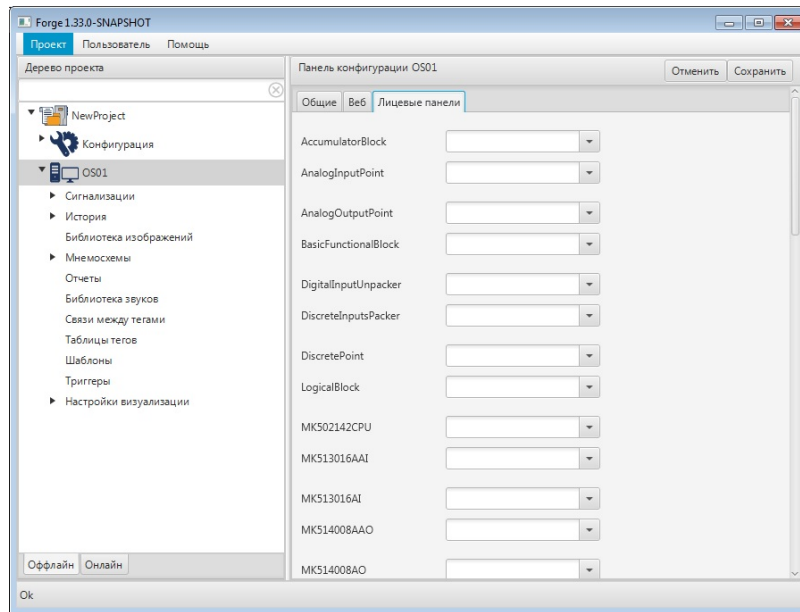 Forge 1.33.0-SNAPSHOT
Проект Пользователь Помощь
Дерево проекта
NewProject
Конфигурация
OS01
Сигнализации
История
Библиотека изображений
Мнемосхемы
Отчеты
Библиотека звуков
Связи между тегами
Таблицы тегов
Шаблоны
Триггеры
Настройки визуализации
Оффлайн Онлайн
Панель конфигурации OS01
Отменить Сохранить
Общие Веб Лицевые панели
AccumulatorBlock
AnalogInputPoint
AnalogOutputPoint
BasicFunctionalBlock
DigitalInputUnpacker
DiscreteInputsPacker
DiscretePoint
LogicalBlock
MK502142CPU
MK513016AAI
MK513016AI
MK514008AAO
MK514008AO
Ok